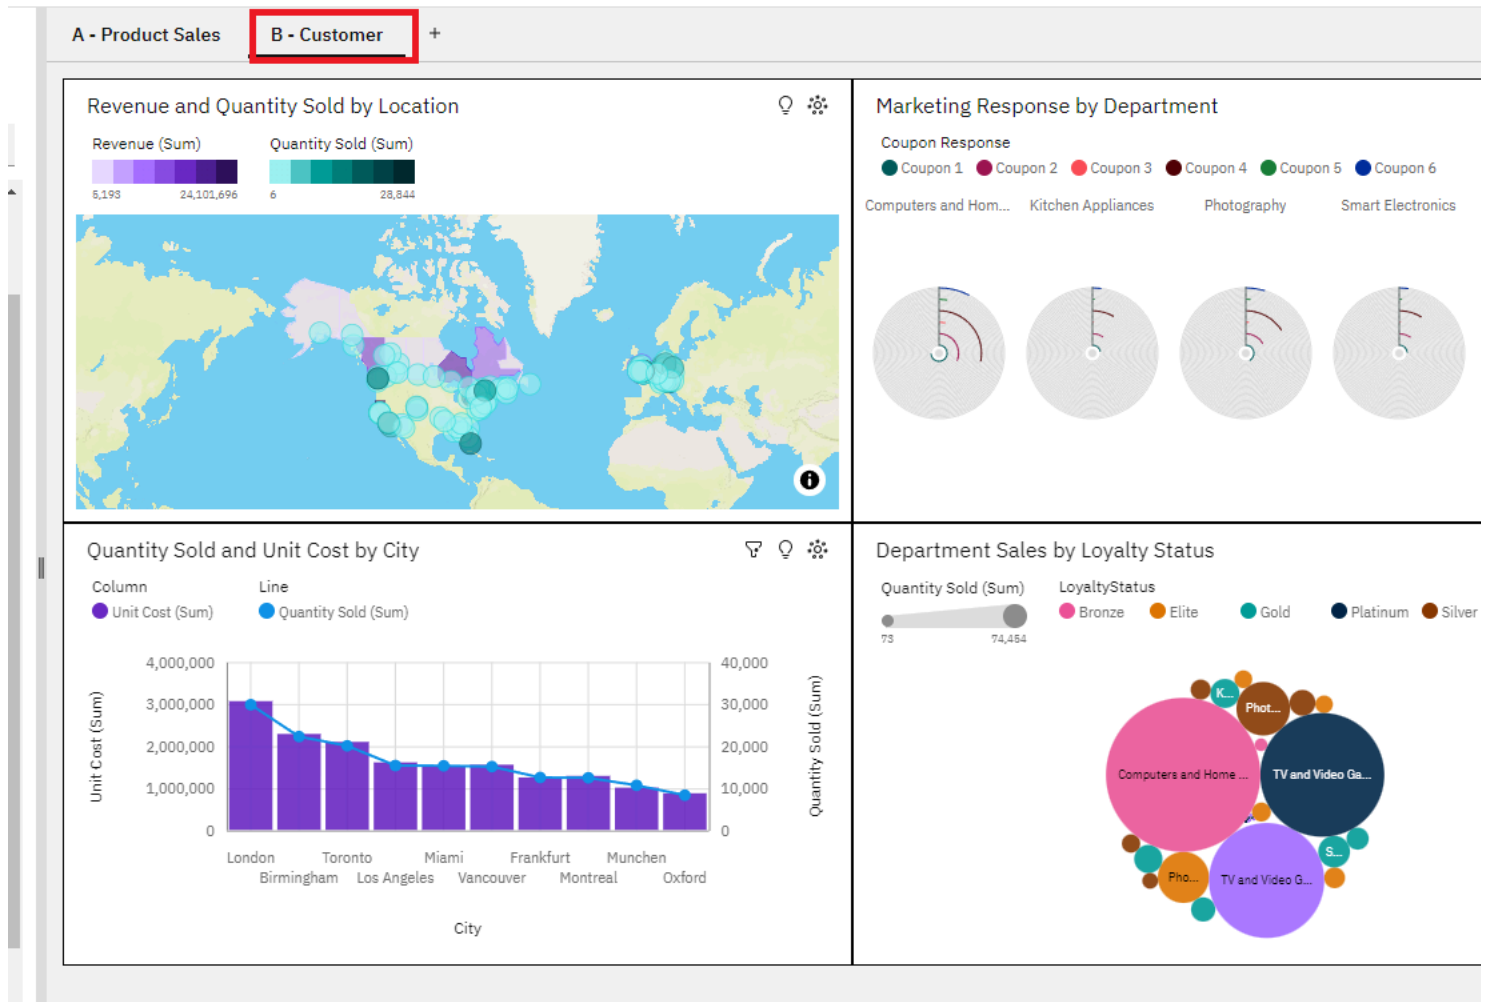 A - Product Sales B - Customer +
Revenue and Quantity Sold by Location
Revenue (Sum) Quantity Sold (Sum)
5,193 24,101,696 6 28,844
Marketing Response by Department
Coupon Response
Coupon 1 Coupon 2 Coupon 3 Coupon 4 Coupon 5 Coupon 6
Computers and Hom... Kitchen Appliances Photography Smart Electronics
Quantity Sold and Unit Cost by City
Column Line
Unit Cost (Sum) Quantity Sold (Sum)
Unit Cost (Sum)
4,000,000
3,000,000
2,000,000
1,000,000
0
40,000
30,000
20,000
10,000
0
Quantity Sold (Sum)
London Toronto Miami Frankfurt Munchen
Birmingham Los Angeles Vancouver Montreal Oxford
City
Department Sales by Loyalty Status
Quantity Sold (Sum) LoyaltyStatus
Bronze Elite Gold Platinum Silver
73 74,454
K...
Phot...
Computers and Home ... TV and Video Ga...
S...
Pho... TV and Video G...